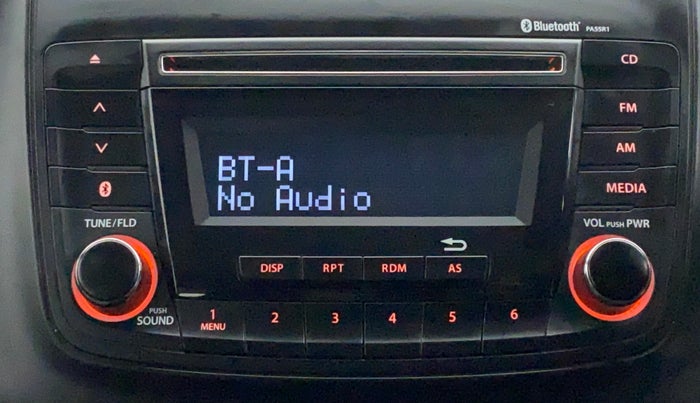 Bluetooth® PA5SR1
CD
FM
BT-A
AM
No Audio
MEDIA
TUNE/FLD
VOL PUSH PWR
DISP RPT RDM AS
PUSH
SOUND
1 2 3 4 5 6
MENU